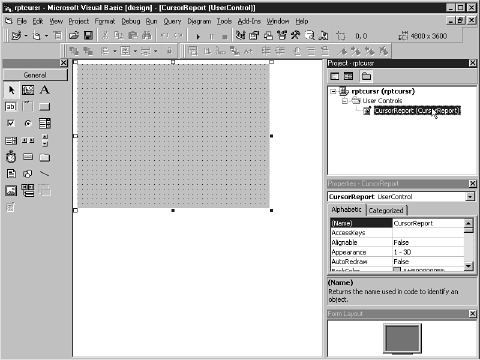 rptcursr - Microsoft Visual Basic [design] - [CursorReport (UserControl)]
File Edit View Project Format Debug Run Query Diagram Tools Add-Ins Window Help
0, 0 4800 x 3600
General
A
ab|
Project - rptcursr
rptcursr (rptcursr)
User Controls
CursorReport (CursorReport)
Properties - CursorReport
CursorReport UserControl
Alphabetic Categorized
(Name) CursorReport
AccessKeys
Alignable False
Appearance 1 - 3D
AutoRedraw False
(Name)
Returns the name used in code to identify an
object.
Form Layout